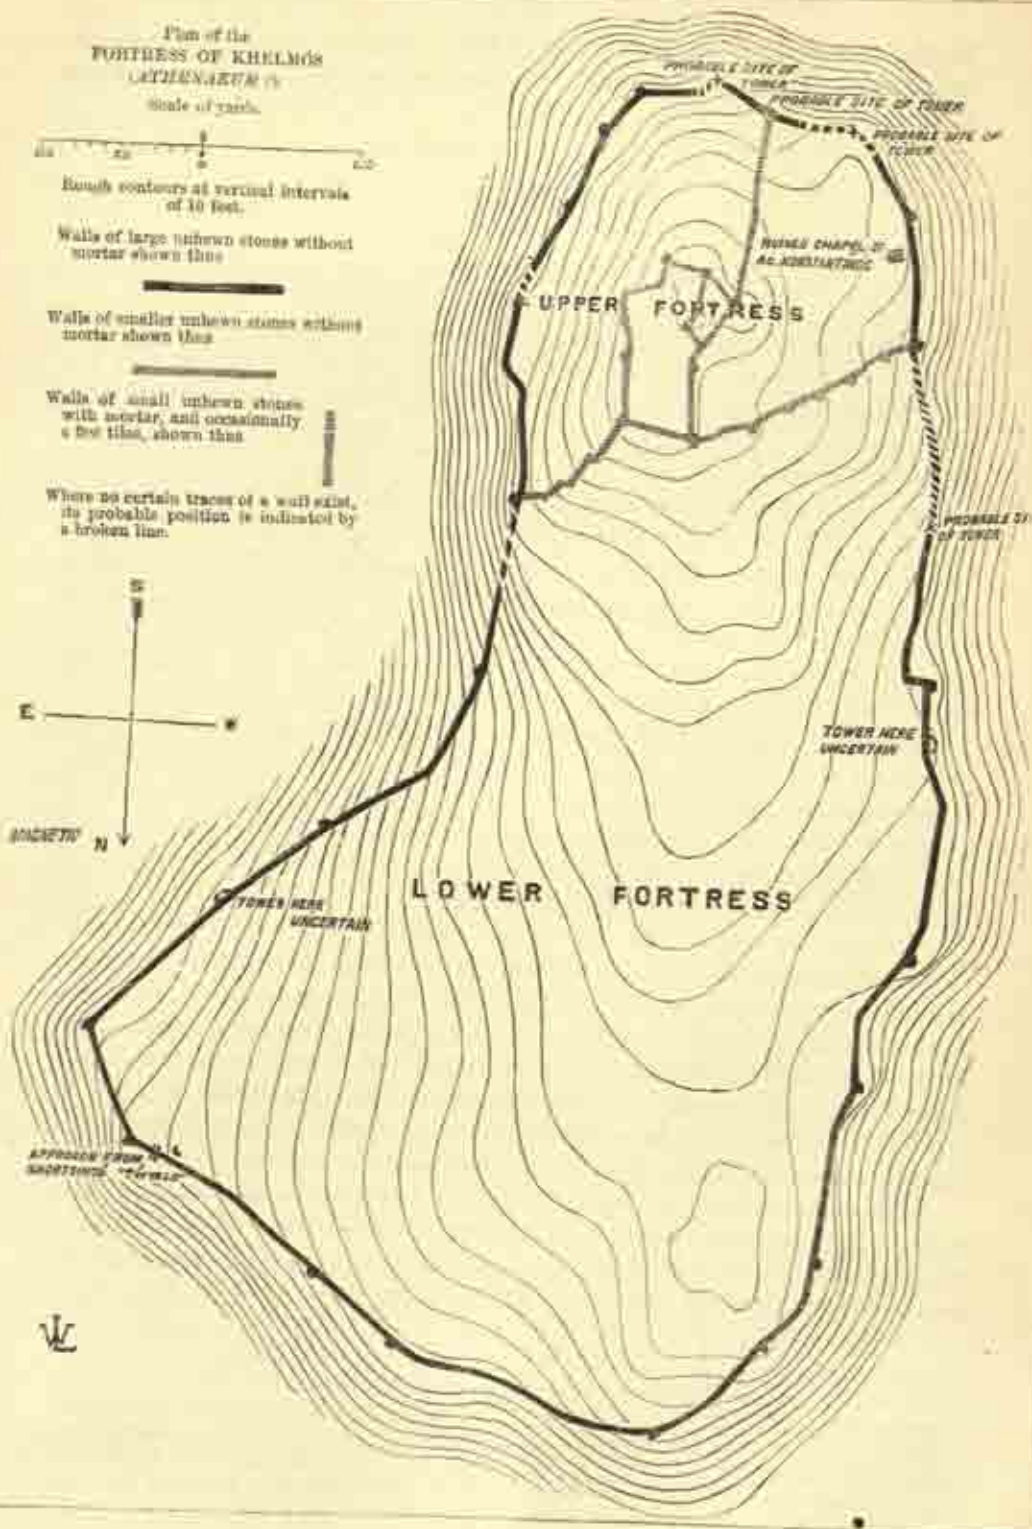 Plan of the
FORTRESS OF KHELMÓS
(ATHENAEUM ?)
Scale of yards.
100
50
0
100
Rough contours at vertical intervals
of 10 feet.
Walls of large unhewn stones without
mortar shown thus
Walls of smaller unhewn stones without
mortar shown thus
Walls of small unhewn stones
with mortar, and occasionally
a few tiles, shown thus
Where no certain traces of a wall exist,
its probable position is indicated by
a broken line.
S
E
W
MAGNETIC N
PROBABLE SITE OF
TOWER
PROBABLE SITE OF TOWER
PROBABLE SITE OF
TOWER
RUINED CHAPEL OF
UPPER FORTRESS
PROBABLE SITE
OF TOWER
TOWER HERE
UNCERTAIN
LOWER FORTRESS
TOWER HERE
UNCERTAIN
APPROACH FROM